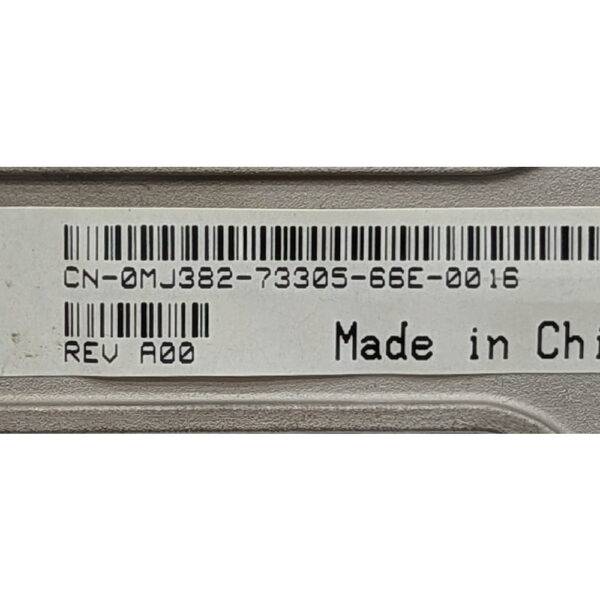 CN-0MJ382-73305-66E-0016
REV A00
Made in Chi